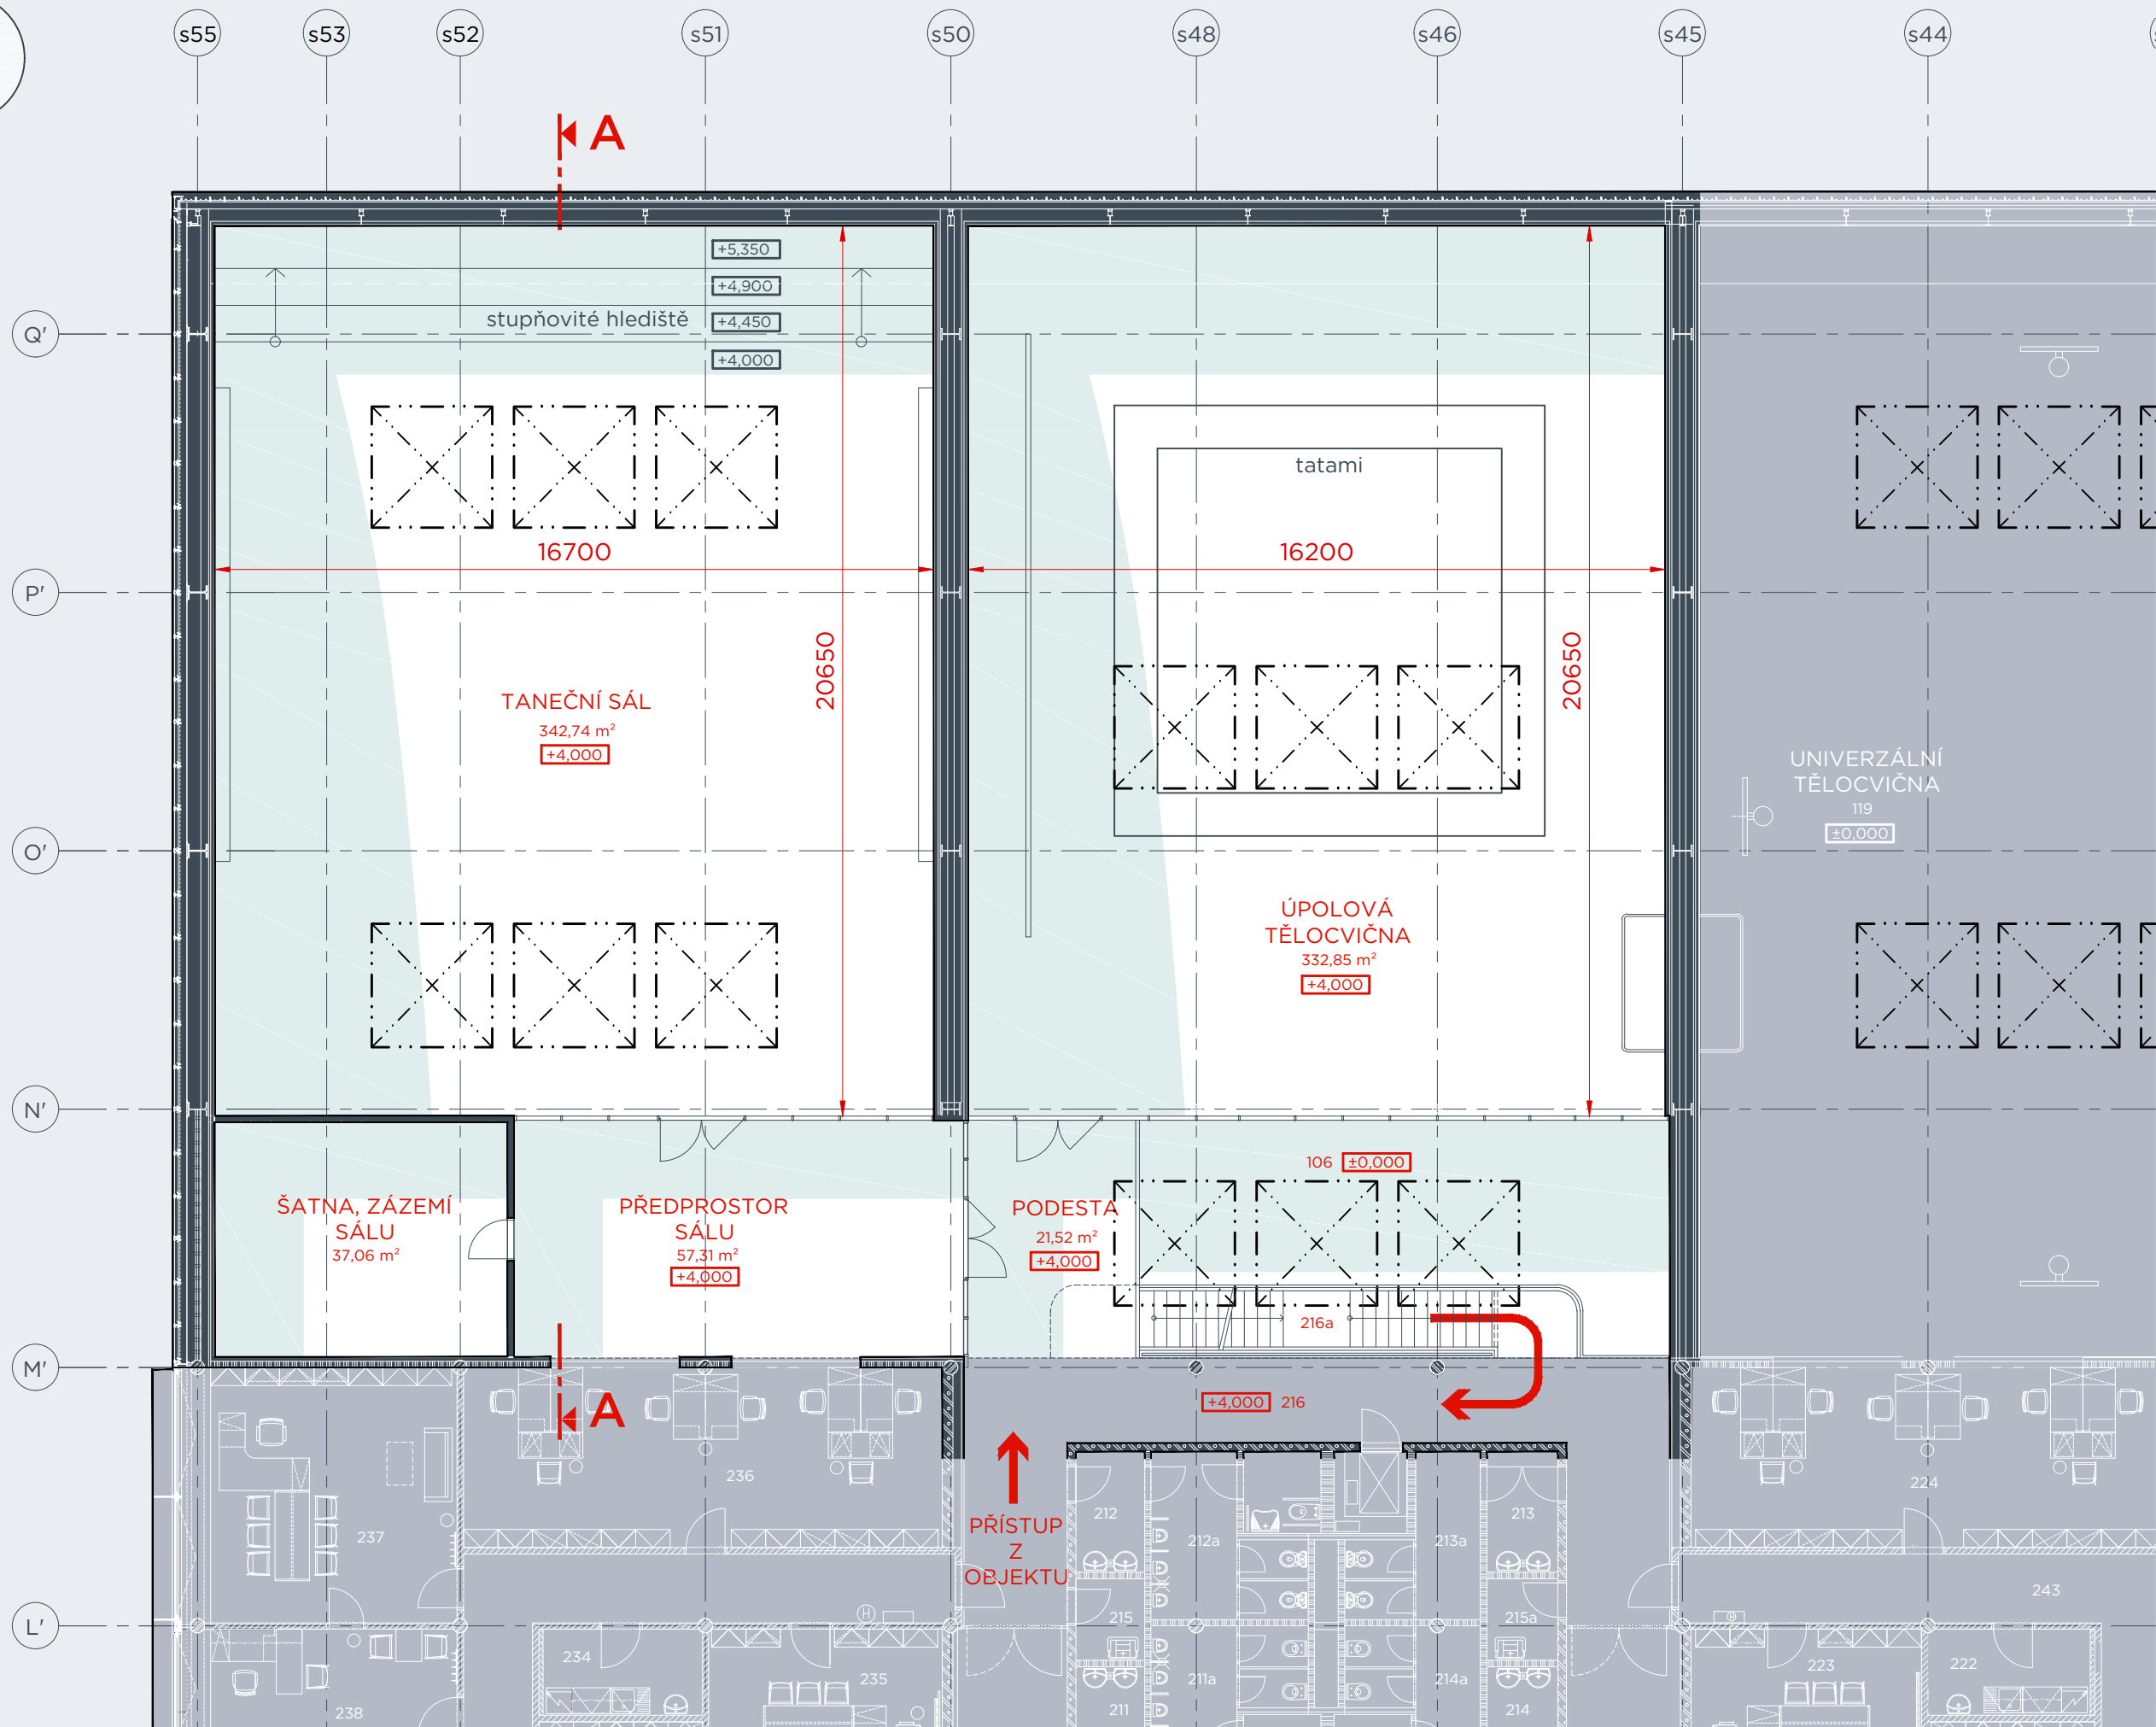 s55
s53
s52
s51
s50
s48
s46
s45
s44
A
+5,350
+4,900
stupňovité hlediště
+4,450
Q'
+4,000
tatami
16700
16200
P'
20650
20650
TANEČNÍ SÁL
342,74 m²
+4,000
UNIVERZÁLNÍ
TĚLOCVIČNA
119
±0,000
O'
ÚPOLOVÁ
TĚLOCVIČNA
332,85 m²
+4,000
N'
106
±0,000
ŠATNA, ZÁZEMÍ
SÁLU
37,06 m²
PŘEDPROSTOR
SÁLU
57,31 m²
+4,000
PODESTA
21,52 m²
+4,000
216a
M'
A
+4,000
216
236
224
237
PŘÍSTUP
Z
OBJEKTU
212
212a
213a
213
243
H
215
215a
L'
234
235
211a
214a
223
222
238
211
214